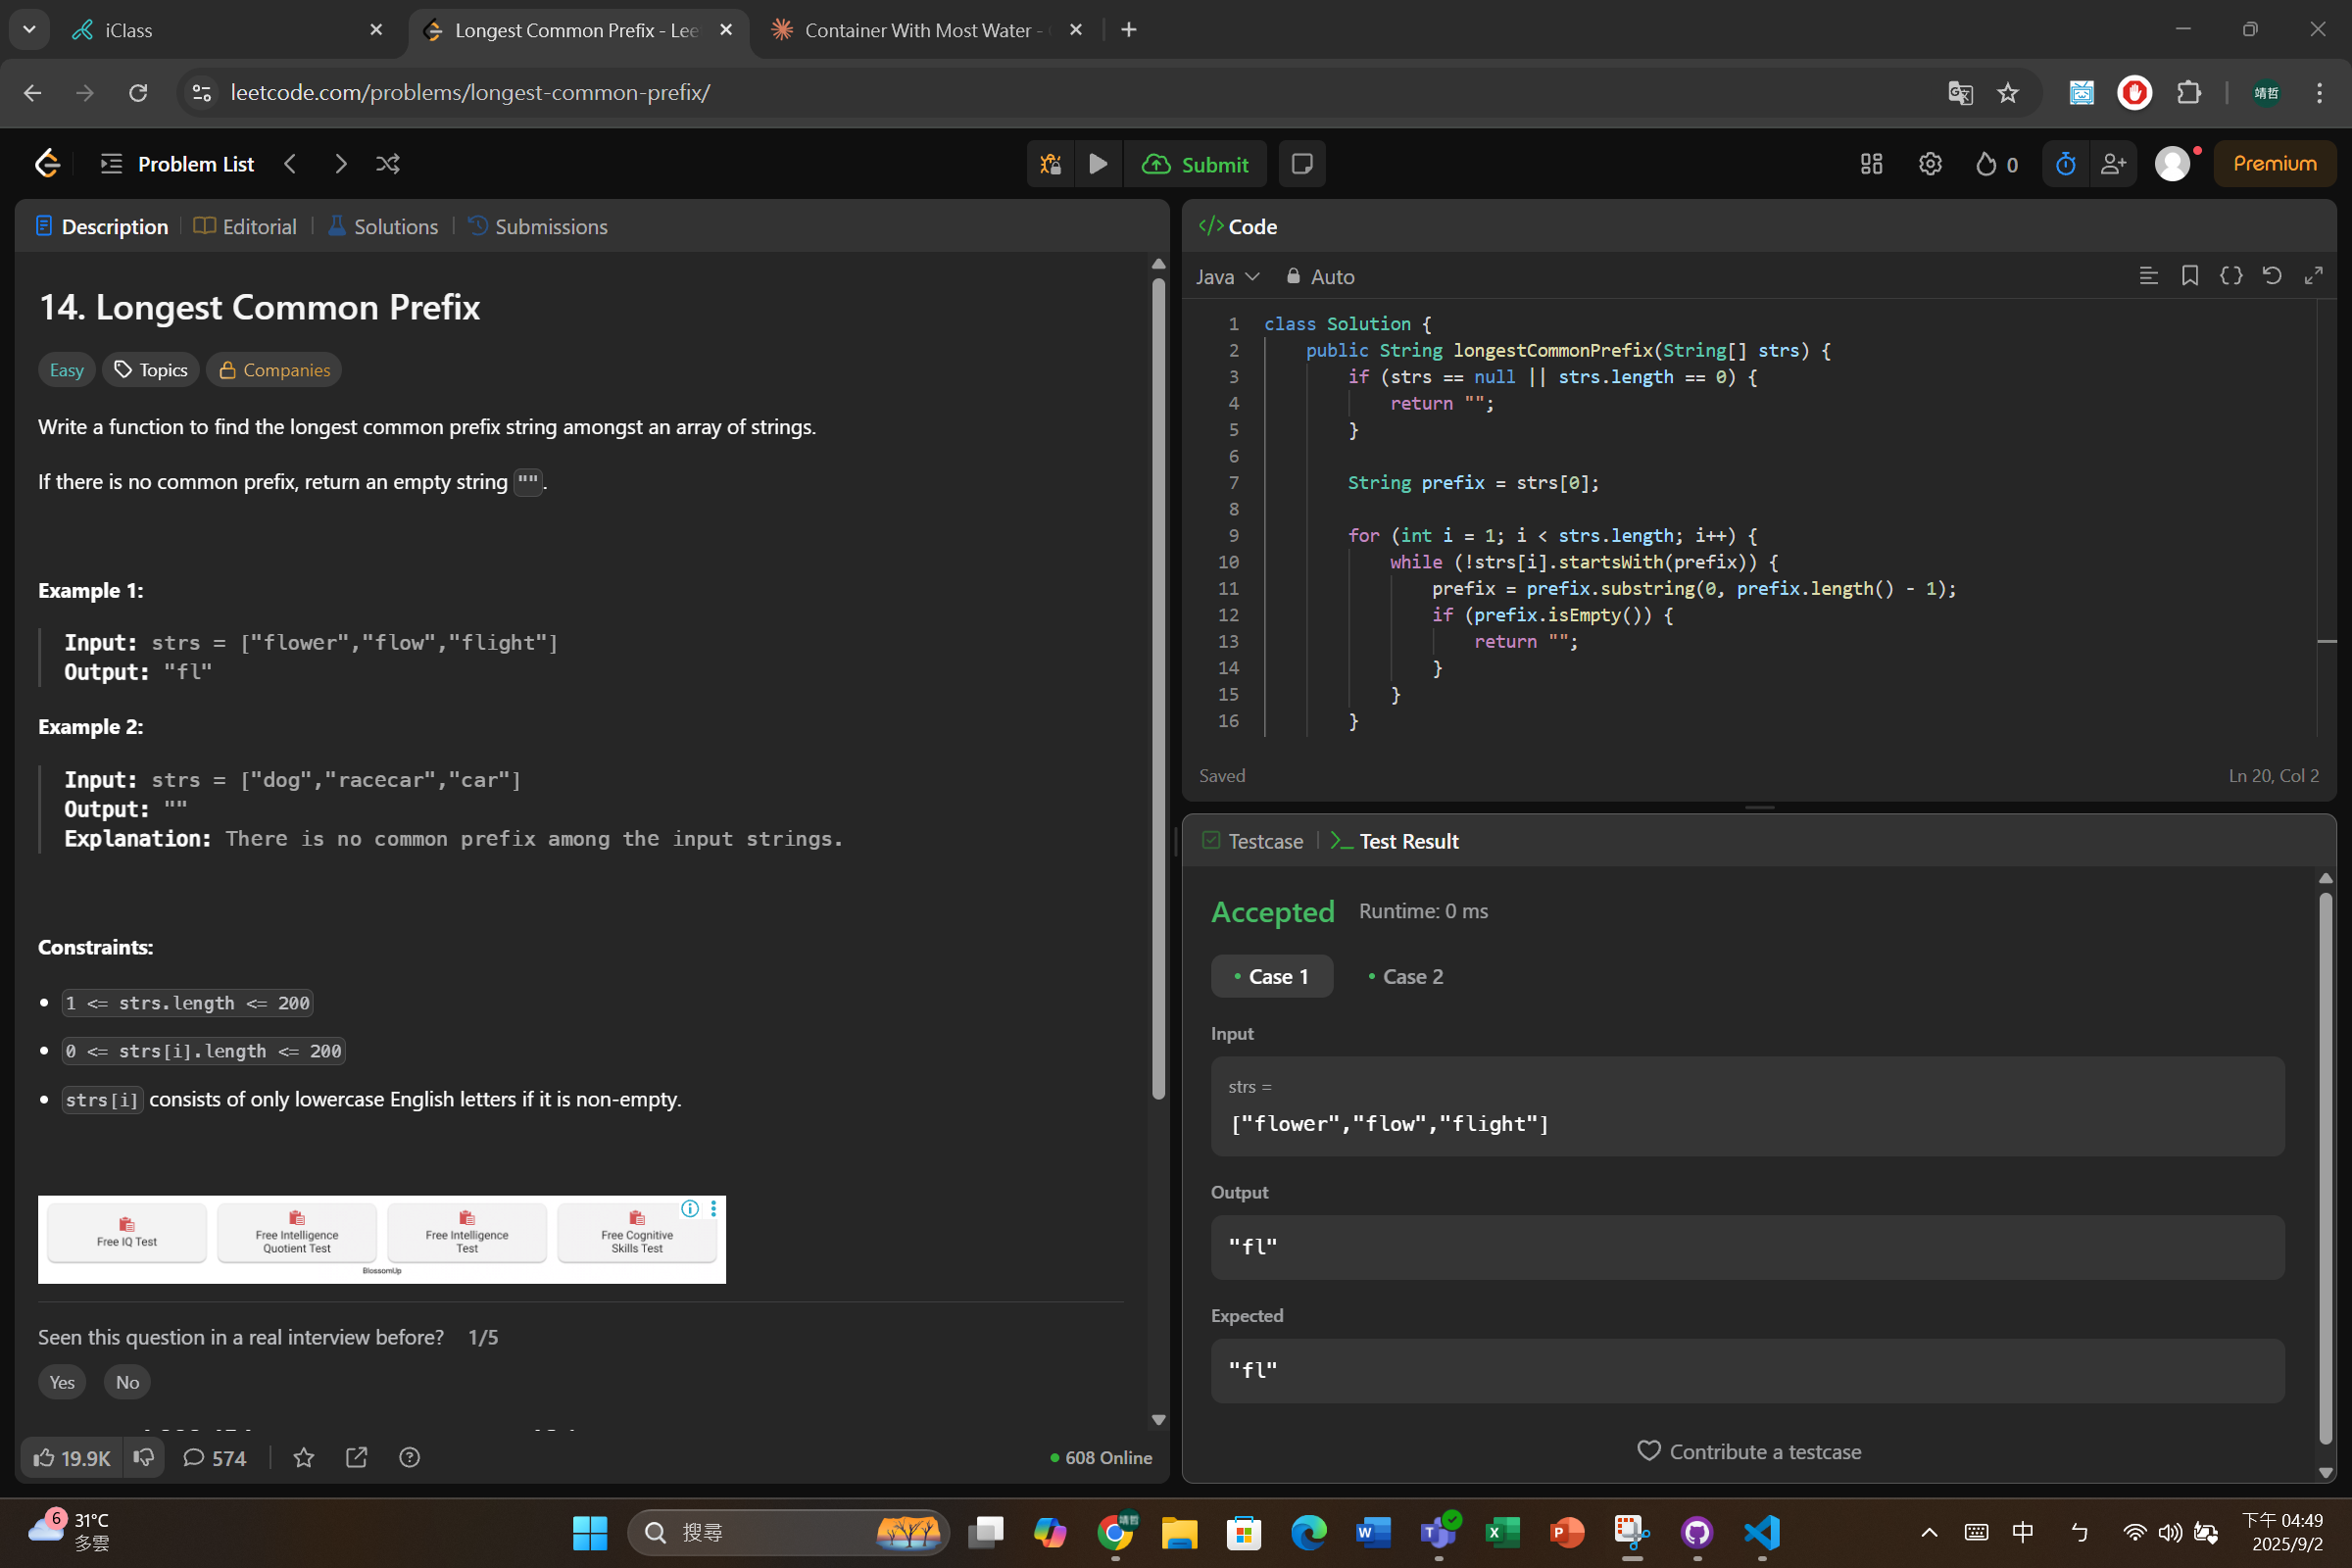 iClass
Longest Common Prefix - Lee
Container With Most Water -
leetcode.com/problems/longest-common-prefix/
靖哲
Problem List
Submit
0
Premium
Description
Editorial
Solutions
Submissions
14. Longest Common Prefix
Easy
Topics
Companies
Write a function to find the longest common prefix string amongst an array of strings.
If there is no common prefix, return an empty string "".
Example 1:
Input: strs = ["flower","flow","flight"]
Output: "fl"
Example 2:
Input: strs = ["dog","racecar","car"]
Output: ""
Explanation: There is no common prefix among the input strings.
Constraints:
1 <= strs.length <= 200
0 <= strs[i].length <= 200
strs[i] consists of only lowercase English letters if it is non-empty.
Free IQ Test
Free Intelligence
Quotient Test
Free Intelligence
Test
Free Cognitive
Skills Test
BlossomUp
Seen this question in a real interview before? 1/5
Yes
No
19.9K
574
608 Online
</> Code
Java
Auto
1 class Solution {
2 public String longestCommonPrefix(String[] strs) {
3 if (strs == null || strs.length == 0) {
4 return "";
5 }
6
7 String prefix = strs[0];
8
9 for (int i = 1; i < strs.length; i++) {
10 while (!strs[i].startsWith(prefix)) {
11 prefix = prefix.substring(0, prefix.length() - 1);
12 if (prefix.isEmpty()) {
13 return "";
14 }
15 }
16 }
Saved
Ln 20, Col 2
Testcase
Test Result
Accepted
Runtime: 0 ms
Case 1
Case 2
Input
strs =
["flower","flow","flight"]
Output
"fl"
Expected
"fl"
Contribute a testcase
6
31°C
多雲
搜尋
靖哲
中
ㄅ
下午 04:49
2025/9/2